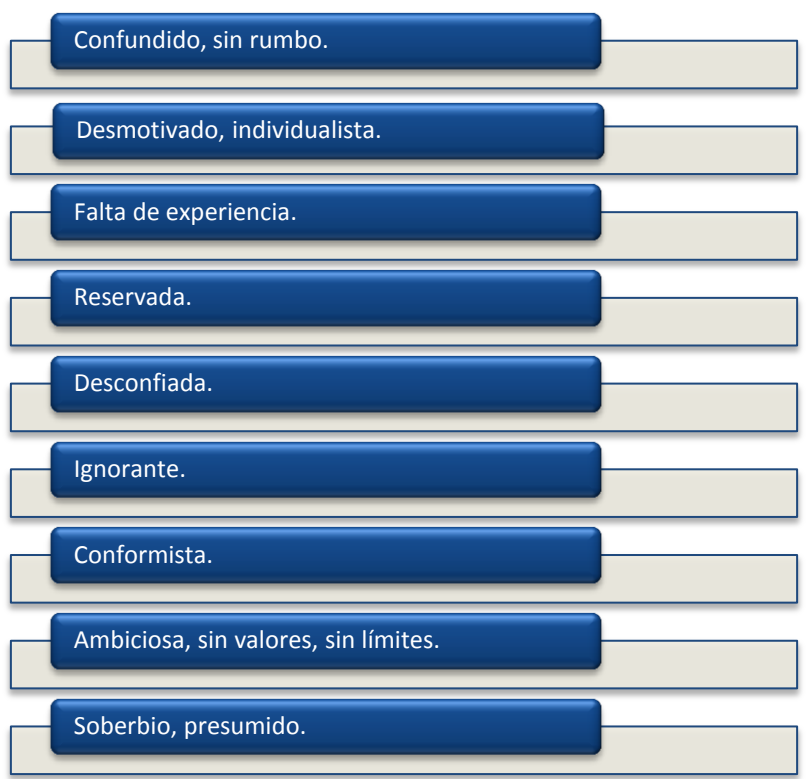 Confundido, sin rumbo.
Desmotivado, individualista.
Falta de experiencia.
Reservada.
Desconfiada.
Ignorante.
Conformista.
Ambiciosa, sin valores, sin límites.
Soberbio, presumido.